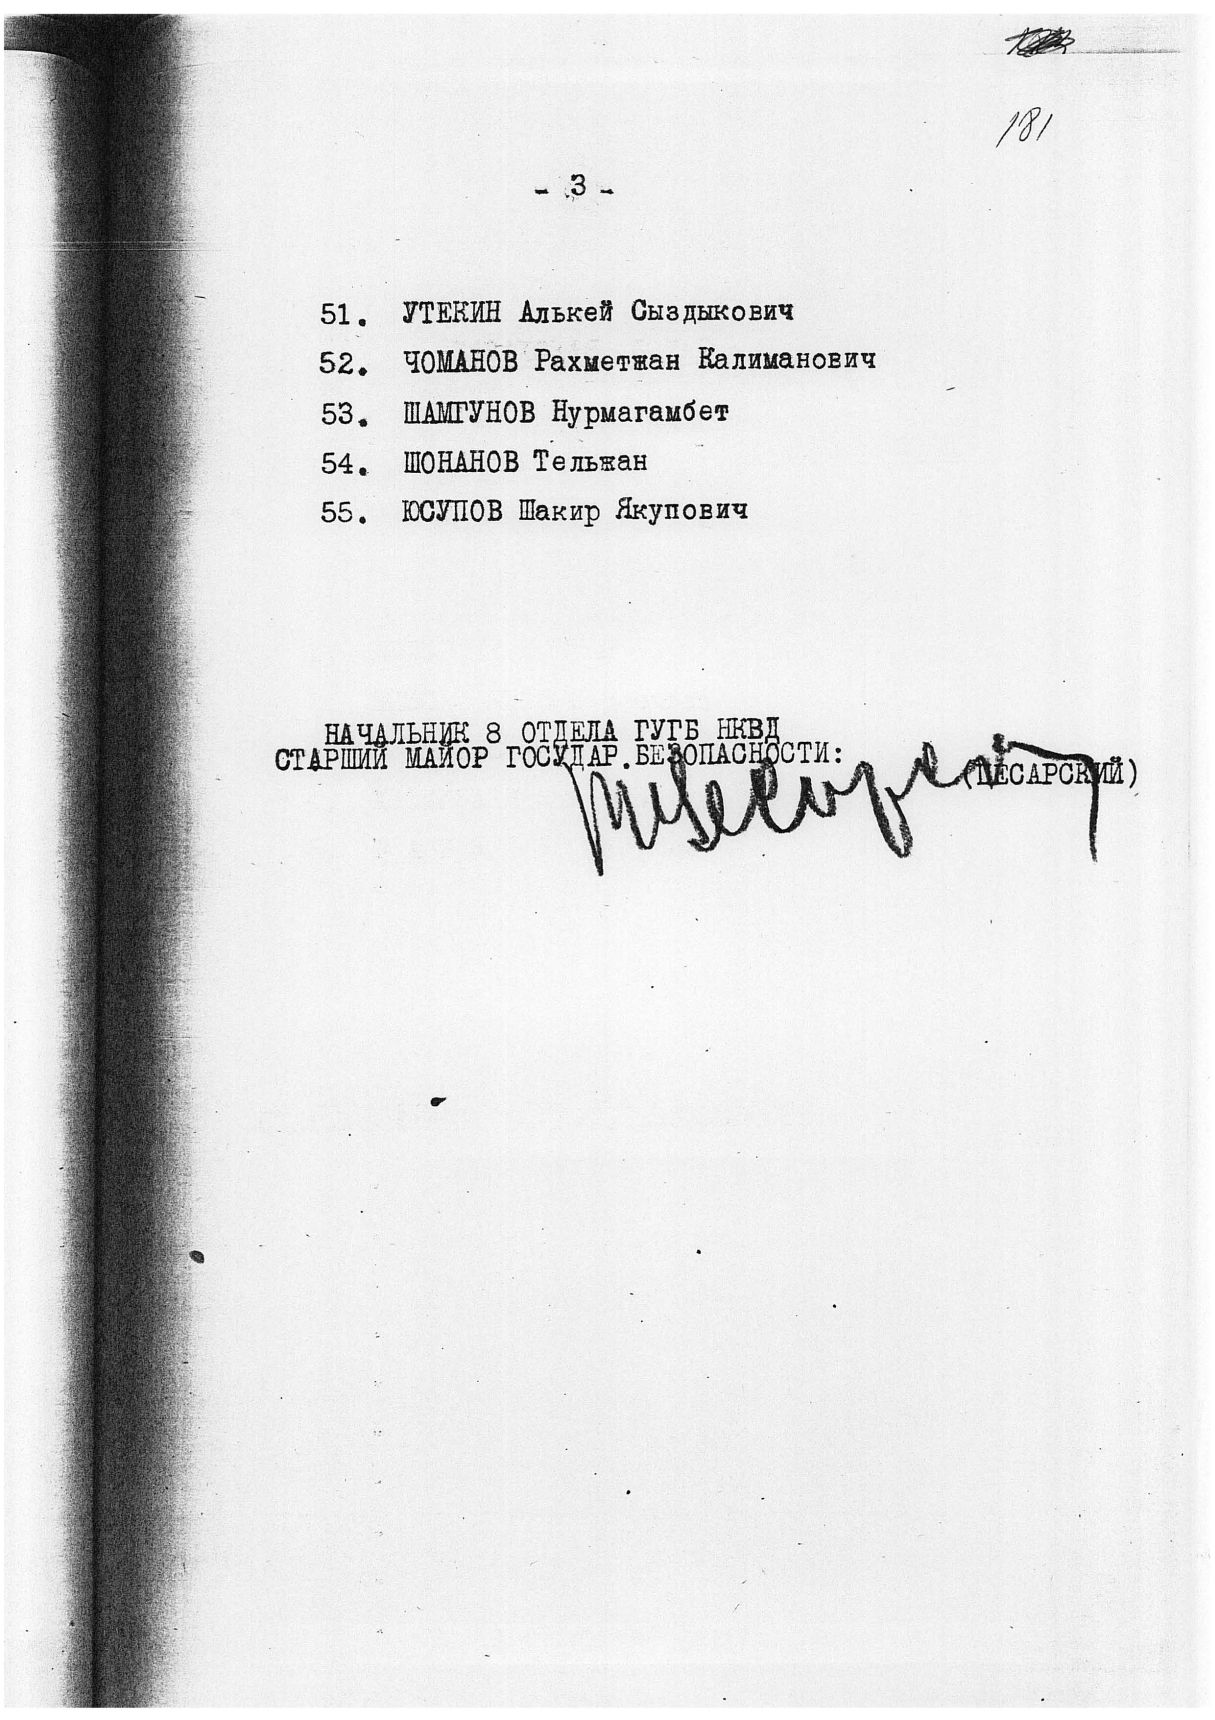 181
- 3 -
51. УТЕКИН Алькей Сыздыкович
52. ЧОМАНОВ Рахметжан Калиманович
53. ШАМГУНОВ Нурмагамбет
54. ШОНАНОВ Тельжан
55. ЮСУПОВ Шакир Якупович
НАЧАЛЬНИК 8 ОТДЕЛА ГУГБ НКВД
СТАРШИЙ МАЙОР ГОСУДАР.БЕЗОПАСНОСТИ:
(ЦЕСАРСКИЙ)